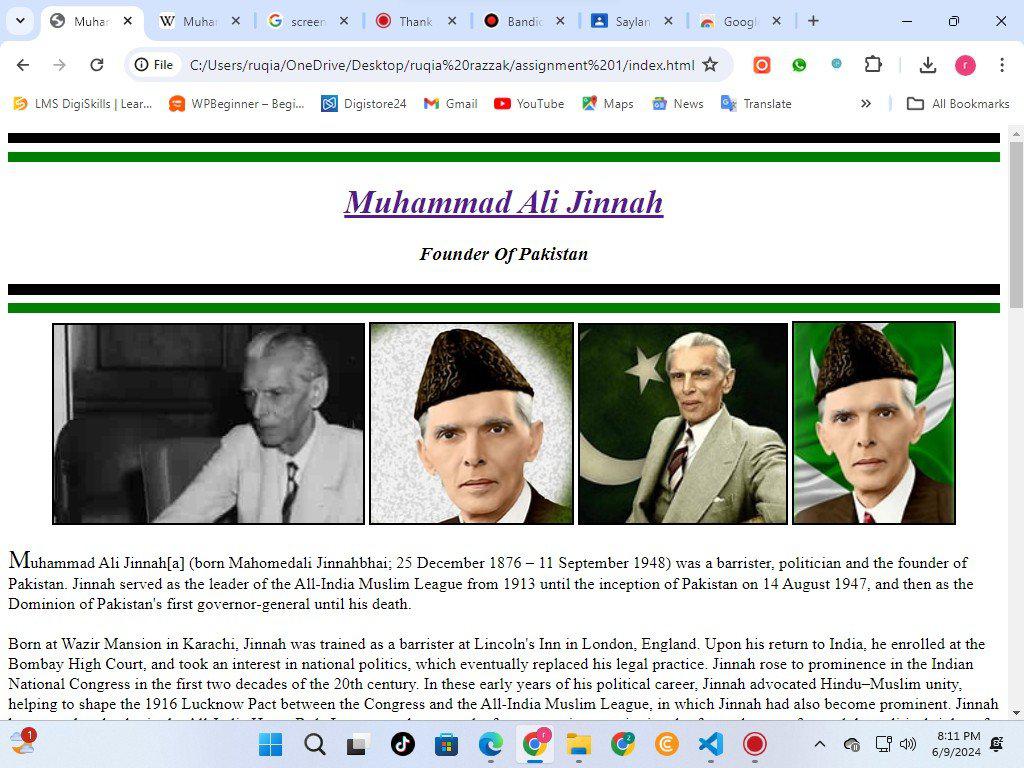 Muhar
Muhar
screen
Thank
Bandic
Saylan
Googl
File
C:/Users/ruqia/OneDrive/Desktop/ruqia%20razzak/assignment%201/index.html
r
LMS DigiSkills | Lear...
WPBeginner – Begi...
Digistore24
Gmail
YouTube
Maps
News
Translate
All Bookmarks
Muhammad Ali Jinnah
Founder Of Pakistan
Muhammad Ali Jinnah[a] (born Mahomedali Jinnahbhai; 25 December 1876 – 11 September 1948) was a barrister, politician and the founder of
Pakistan. Jinnah served as the leader of the All-India Muslim League from 1913 until the inception of Pakistan on 14 August 1947, and then as the
Dominion of Pakistan's first governor-general until his death.
Born at Wazir Mansion in Karachi, Jinnah was trained as a barrister at Lincoln's Inn in London, England. Upon his return to India, he enrolled at the
Bombay High Court, and took an interest in national politics, which eventually replaced his legal practice. Jinnah rose to prominence in the Indian
National Congress in the first two decades of the 20th century. In these early years of his political career, Jinnah advocated Hindu–Muslim unity,
helping to shape the 1916 Lucknow Pact between the Congress and the All-India Muslim League, in which Jinnah had also become prominent. Jinnah
1
8:11 PM
6/9/2024